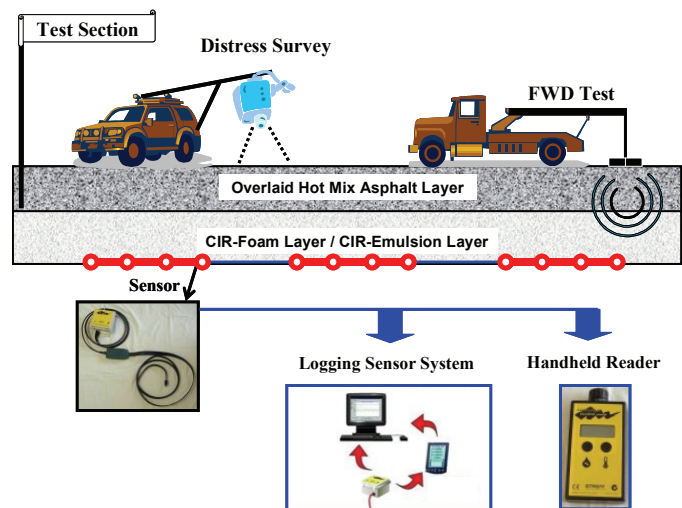 Test Section
Distress Survey
FWD Test
Overlaid Hot Mix Asphalt Layer
CIR-Foam Layer / CIR-Emulsion Layer
Sensor
Logging Sensor System
Handheld Reader